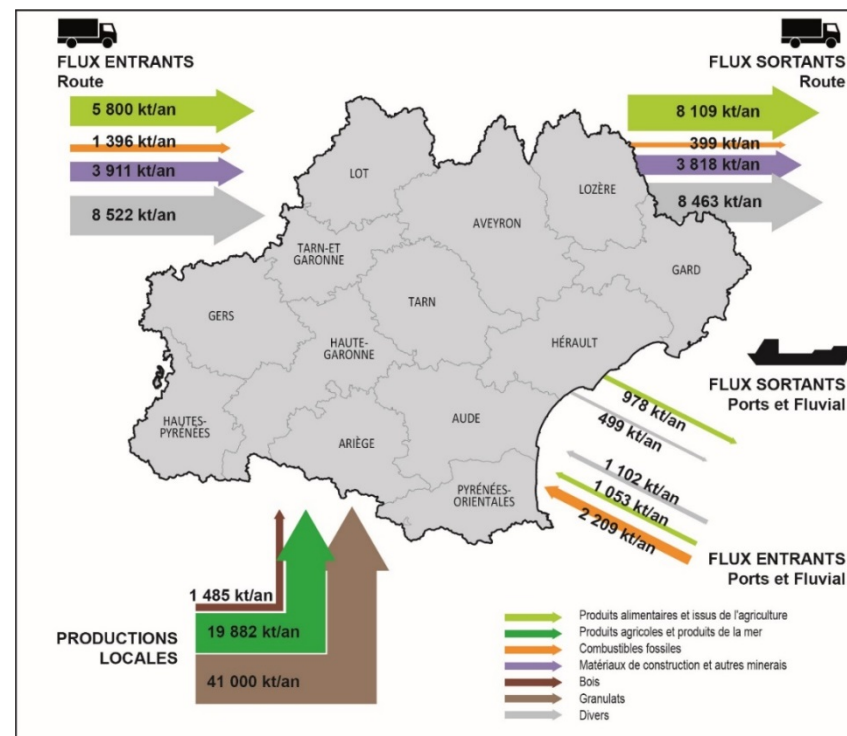 FLUX ENTRANTS
Route
5 800 kt/an
1 396 kt/an
3 911 kt/an
8 522 kt/an
FLUX SORTANTS
Route
8 109 kt/an
399 kt/an
3 818 kt/an
8 463 kt/an
LOT
LOZÈRE
AVEYRON
TARN-ET
GARONNE
GARD
TARN
GERS
HAUTE-
GARONNE
HÉRAULT
HAUTES-
PYRÉNÉES
AUDE
ARIÈGE
PYRÉNÉES-
ORIENTALES
FLUX SORTANTS
Ports et Fluvial
978 kt/an
499 kt/an
1 102 kt/an
1 053 kt/an
2 209 kt/an
FLUX ENTRANTS
Ports et Fluvial
1 485 kt/an
19 882 kt/an
41 000 kt/an
PRODUCTIONS
LOCALES
Produits alimentaires et issus de l'agriculture
Produits agricoles et produits de la mer
Combustibles fossiles
Matériaux de construction et autres minerais
Bois
Granulats
Divers